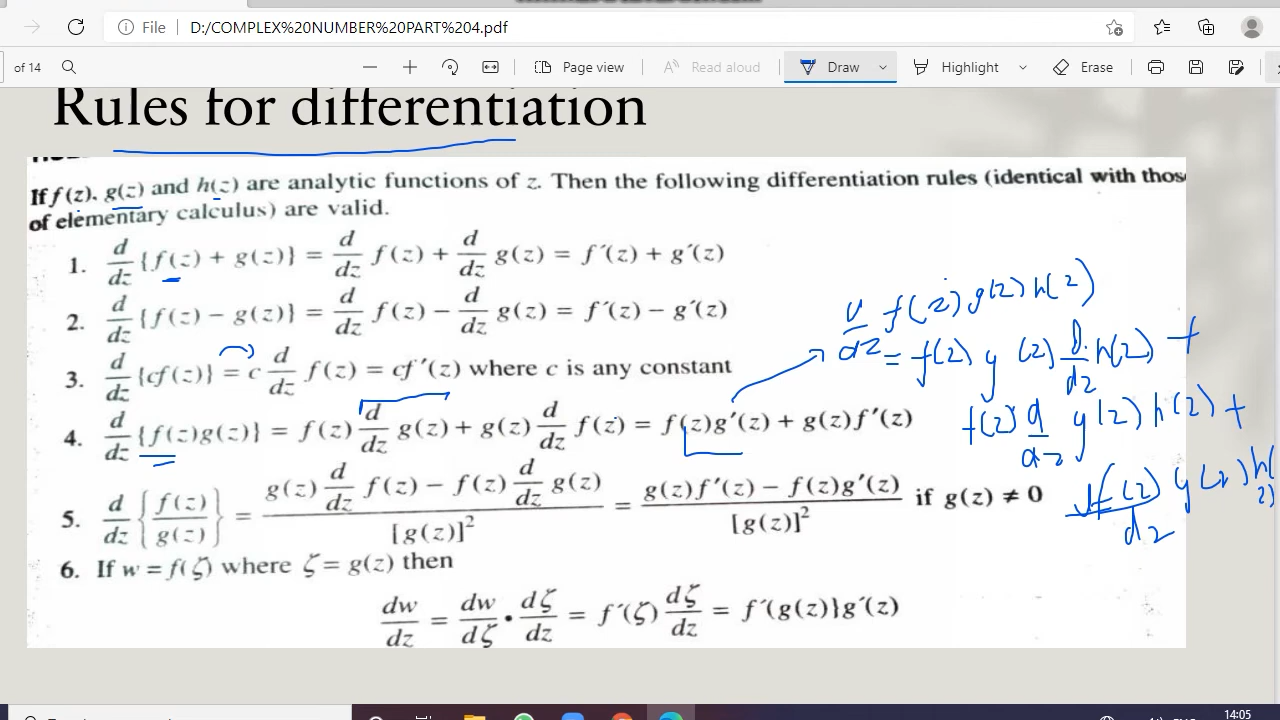 File D:/COMPLEX%20NUMBER%20PART%204.pdf
of 14 Page view Read aloud Draw Highlight Erase
Rules for differentiation
If f(z), g(z) and h(z) are analytic functions of z. Then the following differentiation rules (identical with thos
of elementary calculus) are valid.
1. d/dz {f(z) + g(z)} = d/dz f(z) + d/dz g(z) = f′(z) + g′(z)
2. d/dz {f(z) − g(z)} = d/dz f(z) − d/dz g(z) = f′(z) − g′(z)
3. d/dz {cf(z)} = c d/dz f(z) = cf′(z) where c is any constant
4. d/dz {f(z)g(z)} = f(z) d/dz g(z) + g(z) d/dz f(z) = f(z)g′(z) + g(z)f′(z)
5. d/dz {f(z)/g(z)} = (g(z) d/dz f(z) − f(z) d/dz g(z))/[g(z)]² = (g(z)f′(z) − f(z)g′(z))/[g(z)]² if g(z) ≠ 0
6. If w = f(ζ) where ζ = g(z) then
dw/dz = dw/dζ • dζ/dz = f′(ζ) dζ/dz = f′(g(z)}g′(z)
d/dz f(z) g(z) h(z)
= f(z) g(z) d/dz h(z) +
f(z) d/dz g(z) h(z) +
df(z)/dz g(z) h(z)
14:05